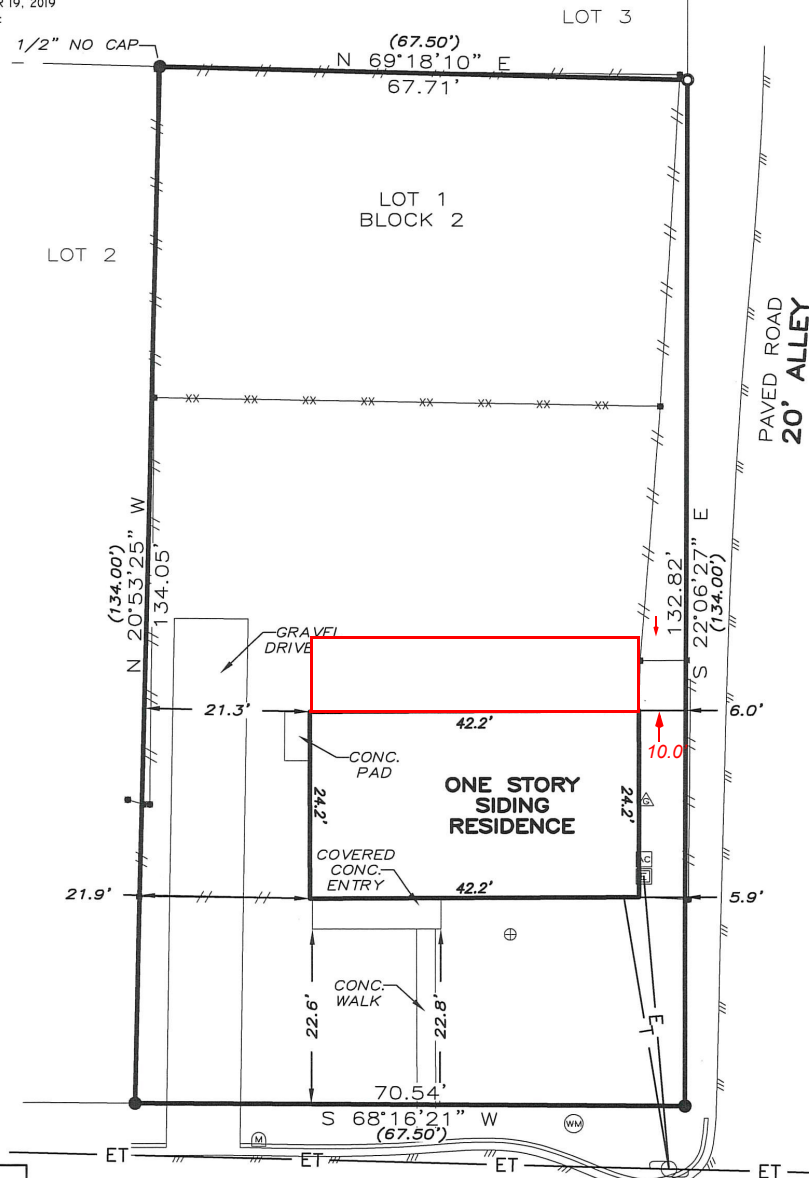 R 19, 2019
LOT 3
1/2" NO CAP
(67.50')
N 69°18'10" E
67.71'
LOT 1
BLOCK 2
LOT 2
PAVED ROAD
20' ALLEY
N 20°53'25" W
(134.00')
134.05'
132.82'
S 22°06'27" E
(134.00')
GRAVEL
DRIVE
21.3'
42.2'
6.0'
10.0'
CONC.
PAD
24.2'
ONE STORY
SIDING
RESIDENCE
24.2'
G
AC
COVERED
CONC.
ENTRY
42.2'
21.9'
5.9'
22.6'
CONC.
WALK
22.8'
E
T
70.54'
S 68°16'21" W
(67.50')
M
WM
ET
ET
ET
ET